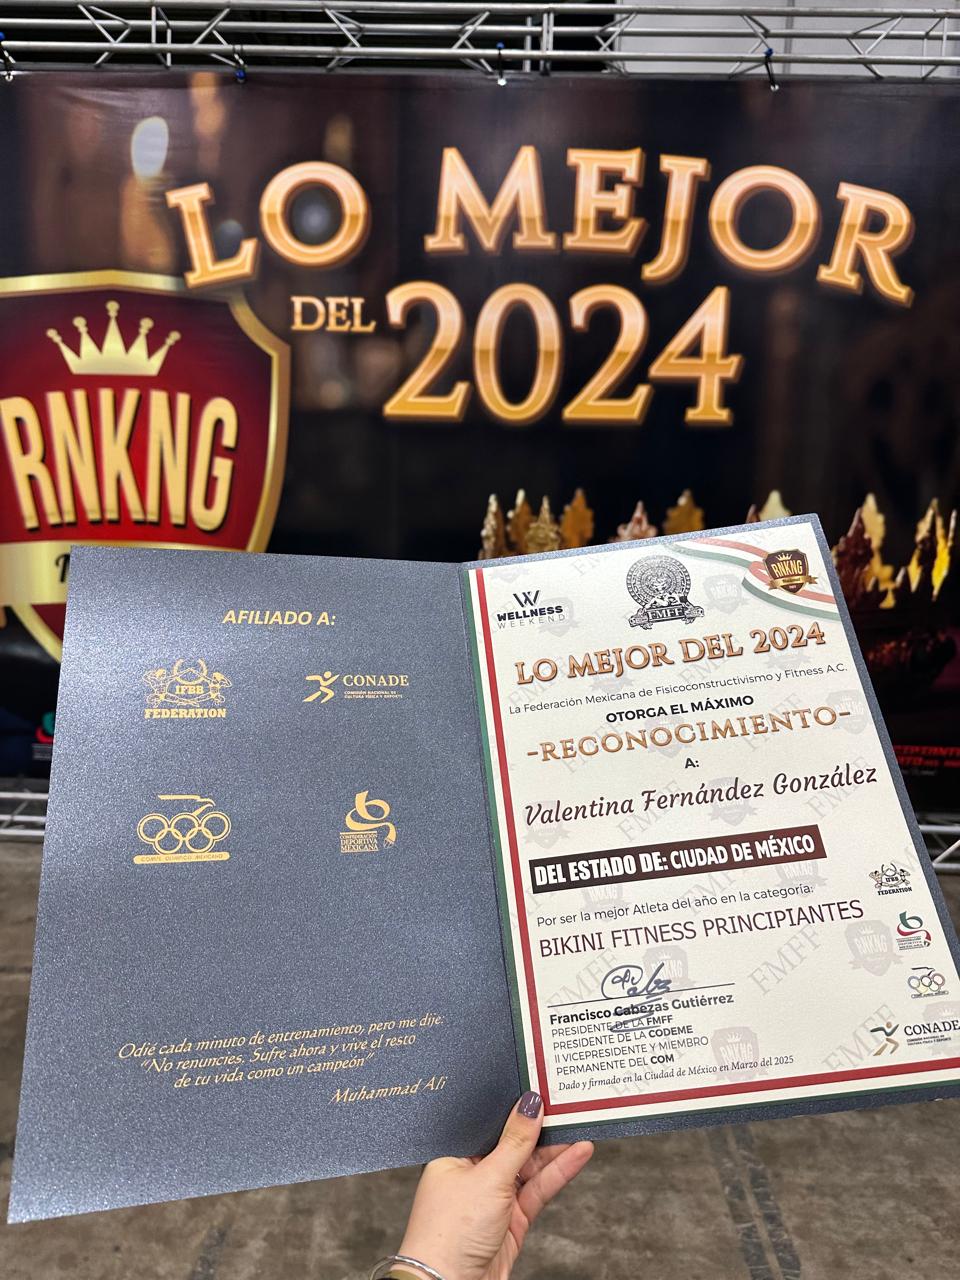 LO MEJOR
DEL 2024
RNKNG
AFILIADO A:
IFBB
FEDERATION
CONADE
COMISIÓN NACIONAL DE
CULTURA FÍSICA Y DEPORTE
COMITE OLIMPICO MEXICANO
CONFEDERACIÓN
DEPORTIVA
MEXICANA
Odié cada minuto de entrenamiento, pero me dije:
"No renuncies. Sufre ahora y vive el resto
de tu vida como un campeón"
Muhammad Ali
W
WELLNESS
WEEKEND
FMFF
RNKNG
LO MEJOR DEL 2024
La Federación Mexicana de Fisicoconstructivismo y Fitness A.C.
OTORGA EL MÁXIMO
-RECONOCIMIENTO-
A:
Valentina Fernández González
DEL ESTADO DE: CIUDAD DE MÉXICO
Por ser la mejor Atleta del año en la categoría:
BIKINI FITNESS PRINCIPIANTES
Francisco Cabezas Gutiérrez
PRESIDENTE DE LA FMFF
PRESIDENTE DE LA CODEME
II VICEPRESIDENTE Y MIEMBRO
PERMANENTE DEL COM
Dado y firmado en la Ciudad de México en Marzo del 2025
IFBB
FEDERATION
CONADE